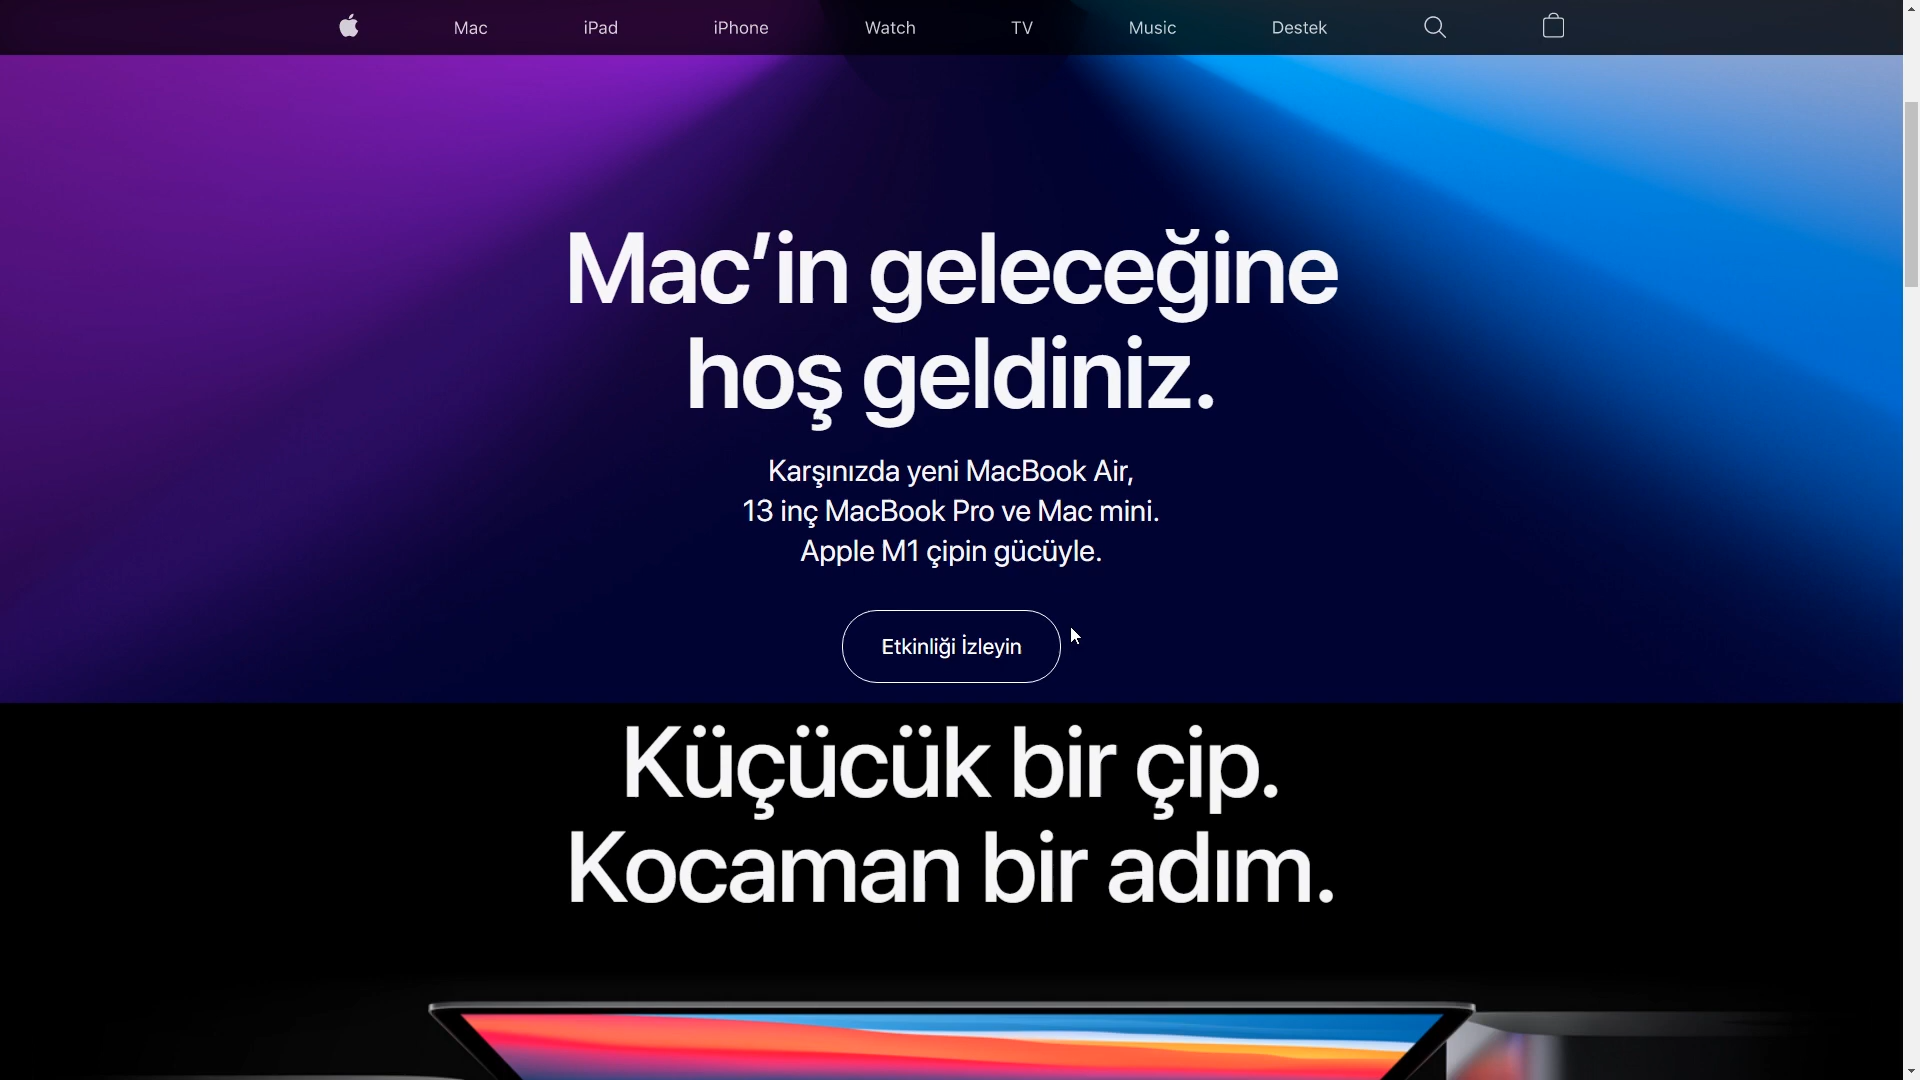 Mac
iPad
iPhone
Watch
TV
Music
Destek
Mac’in geleceğine
hoş geldiniz.
Karşınızda yeni MacBook Air,
13 inç MacBook Pro ve Mac mini.
Apple M1 çipin gücüyle.
Etkinliği İzleyin
Küçücük bir çip.
Kocaman bir adım.